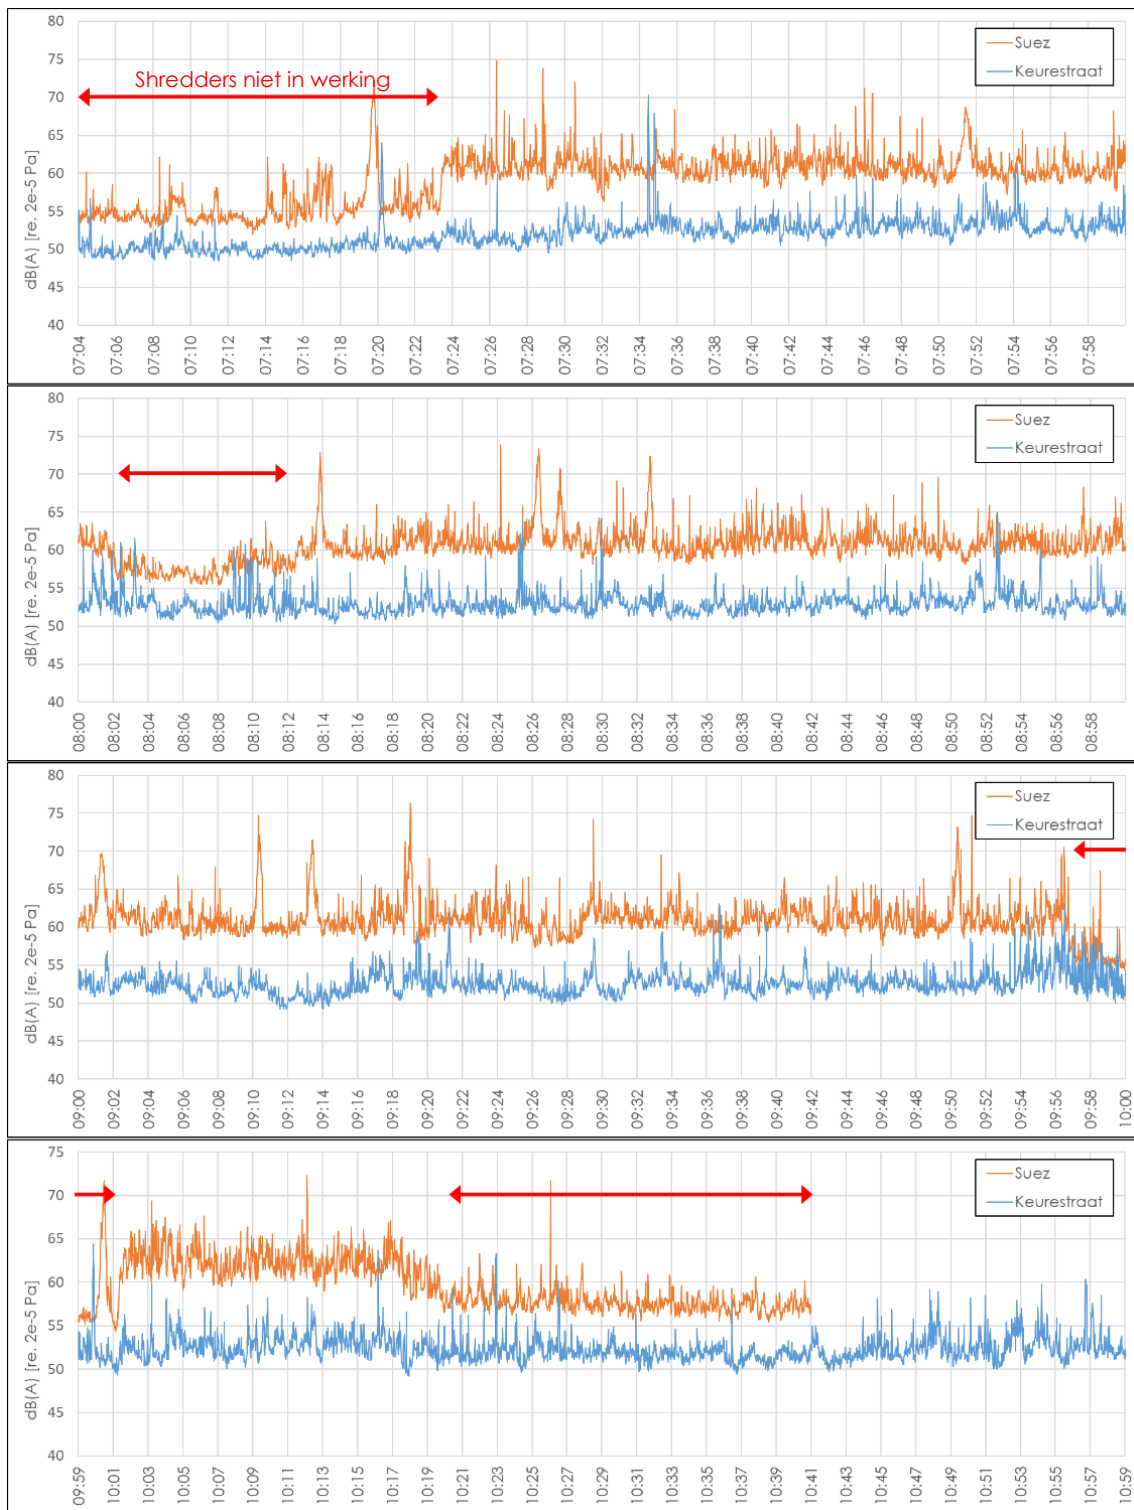 80
Suez
Keurestraat
75
Shredders niet in werking
70
65
60
55
50
45
40
dB(A) [re. 2e-5 Pa]
07:04 07:06 07:08 07:10 07:12 07:14 07:16 07:18 07:20 07:22 07:24 07:26 07:28 07:30 07:32 07:34 07:36 07:38 07:40 07:42 07:44 07:46 07:48 07:50 07:52 07:54 07:56 07:58
80
Suez
Keurestraat
75
70
65
60
55
50
45
40
dB(A) [re. 2e-5 Pa]
08:00 08:02 08:04 08:06 08:08 08:10 08:12 08:14 08:16 08:18 08:20 08:22 08:24 08:26 08:28 08:30 08:32 08:34 08:36 08:38 08:40 08:42 08:44 08:46 08:48 08:50 08:52 08:54 08:56 08:58
80
Suez
Keurestraat
75
70
65
60
55
50
45
40
dB(A) [re. 2e-5 Pa]
09:00 09:02 09:04 09:06 09:08 09:10 09:12 09:14 09:16 09:18 09:20 09:22 09:24 09:26 09:28 09:30 09:32 09:34 09:36 09:38 09:40 09:42 09:44 09:46 09:48 09:50 09:52 09:54 09:56 09:58 10:00
75
Suez
Keurestraat
70
65
60
55
50
45
40
dB(A) [re. 2e-5 Pa]
09:59 10:01 10:03 10:05 10:07 10:09 10:11 10:13 10:15 10:17 10:19 10:21 10:23 10:25 10:27 10:29 10:31 10:33 10:35 10:37 10:39 10:41 10:43 10:45 10:47 10:49 10:51 10:53 10:55 10:57 10:59